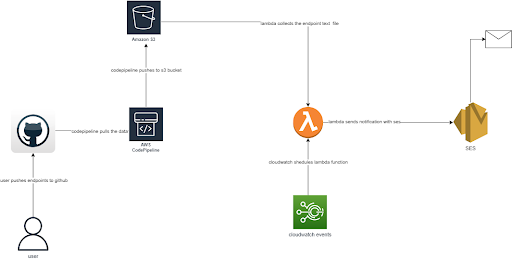 Amazon S3
lambda collects the endpoint text file
codepipeline pushes to s3 bucket
codepipeline pulls the data
AWS
CodePipeline
lambda sends notification with ses
SES
cloudwatch shedules lambda function
user pushes endpoints to github
cloudwatch-events
user